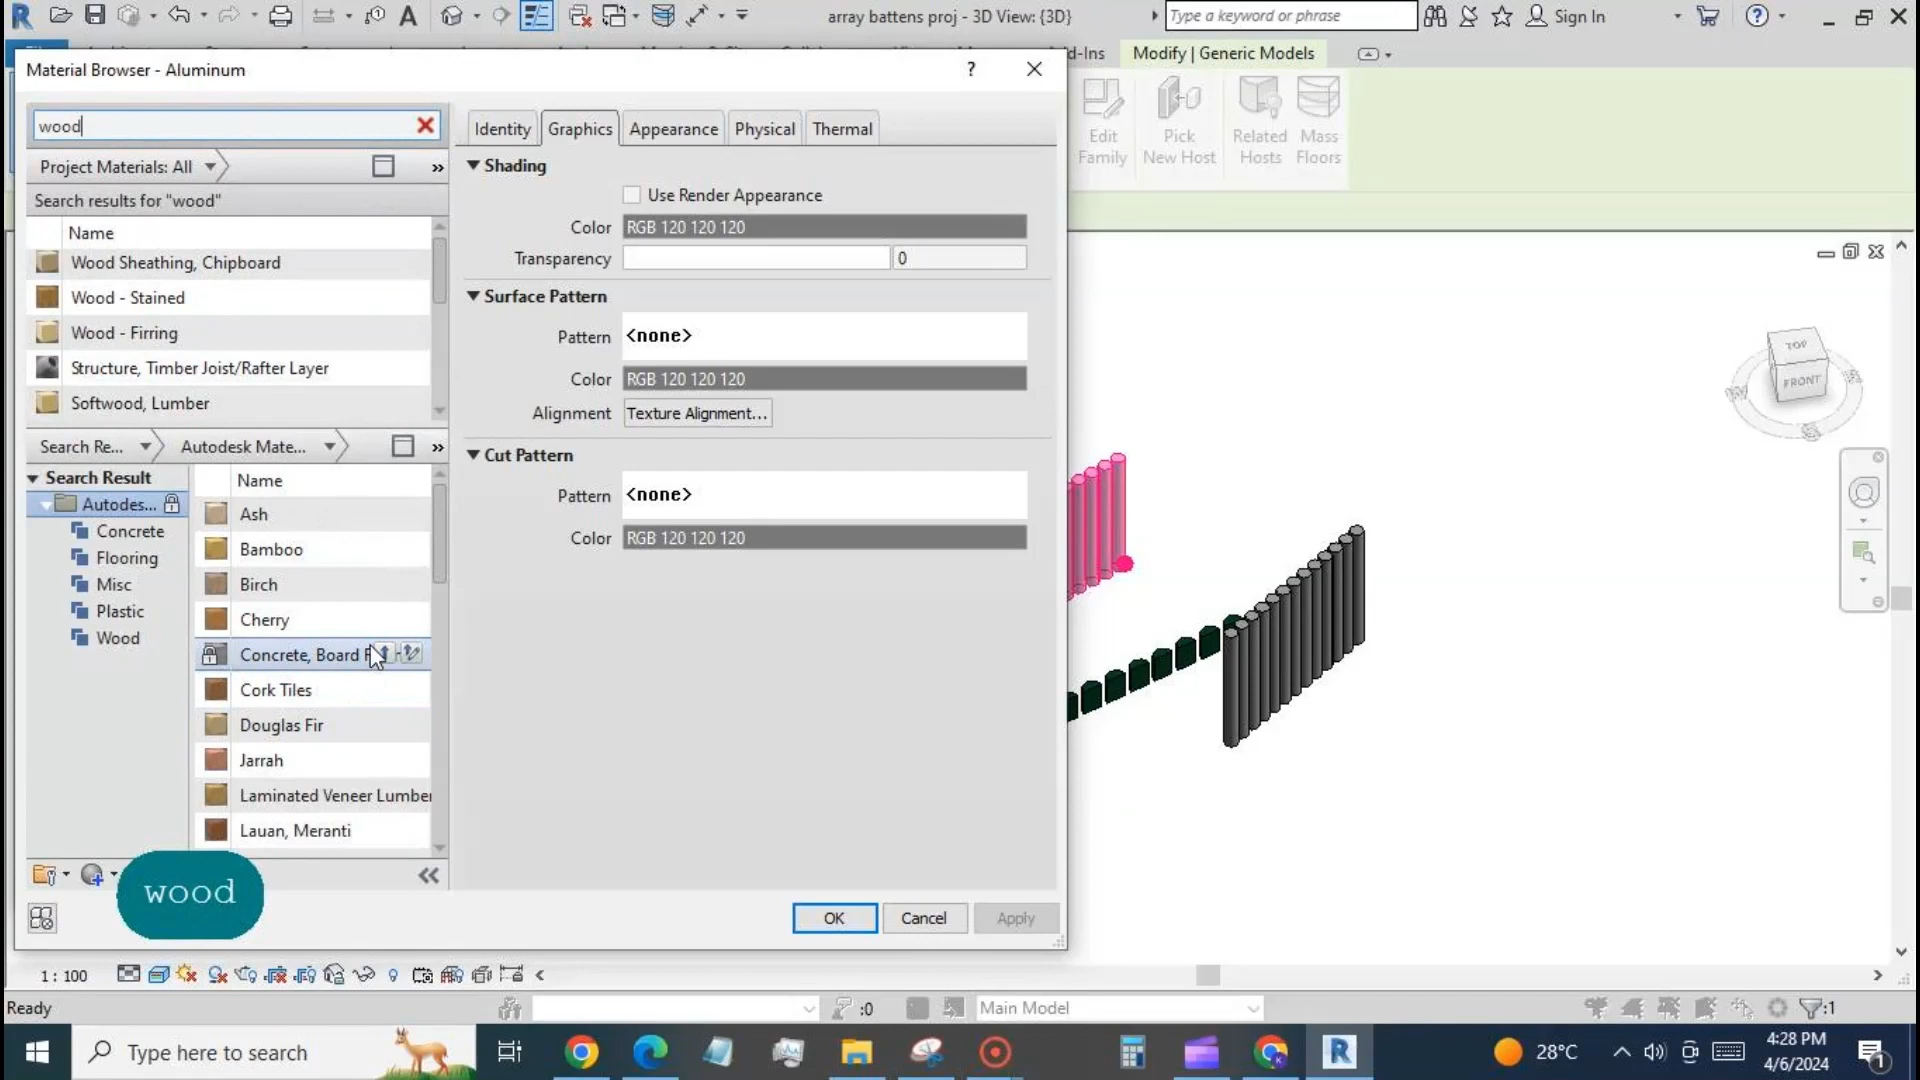 array battens proj - 3D View: {3D}
Type a keyword or phrase
Sign In
d-Ins
Modify | Generic Models
Edit Family
Pick New Host
Related Hosts
Mass Floors
Material Browser - Aluminum
?
wood
Project Materials: All
»
Search results for "wood"
Name
Wood Sheathing, Chipboard
Wood - Stained
Wood - Firring
Structure, Timber Joist/Rafter Layer
Softwood, Lumber
Search Re...
Autodesk Mate...
»
Search Result
Autodes...
Concrete
Flooring
Misc
Plastic
Wood
Name
Ash
Bamboo
Birch
Cherry
Concrete, Board F
Cork Tiles
Douglas Fir
Jarrah
Laminated Veneer Lumber
Lauan, Meranti
wood
Identity
Graphics
Appearance
Physical
Thermal
Shading
Use Render Appearance
Color RGB 120 120 120
Transparency 0
Surface Pattern
Pattern <none>
Color RGB 120 120 120
Alignment Texture Alignment...
Cut Pattern
Pattern <none>
Color RGB 120 120 120
OK
Cancel
Apply
TOP
FRONT
W
S
1 : 100
Ready
:0
Main Model
:1
Type here to search
28°C
4:28 PM
4/6/2024
1